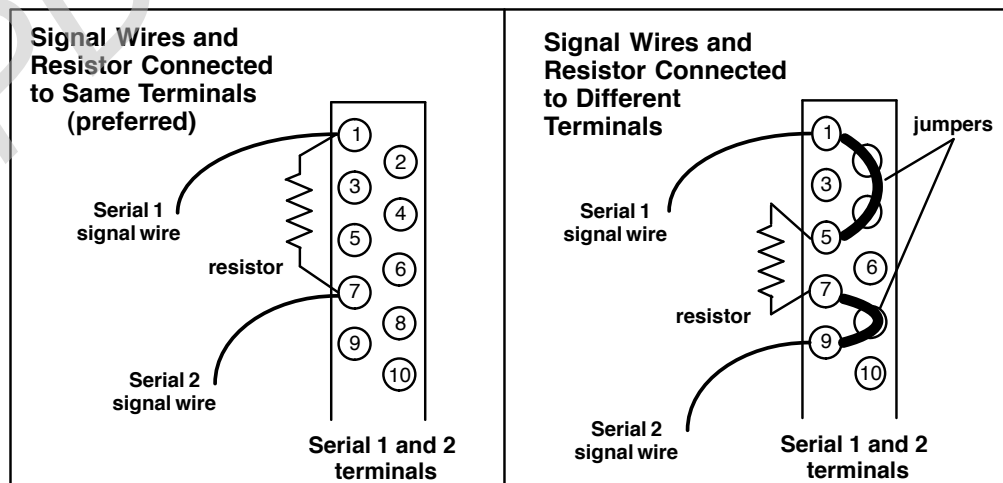 Signal Wires and
Resistor Connected
to Same Terminals
(preferred)
1
2
3
4
5
6
7
8
9
10
Serial 1
signal wire
resistor
Serial 2
signal wire
Serial 1 and 2
terminals
Signal Wires and
Resistor Connected
to Different
Terminals
jumpers
1
3
5
6
7
9
10
Serial 1
signal wire
resistor
Serial 2
signal wire
Serial 1 and 2
terminals